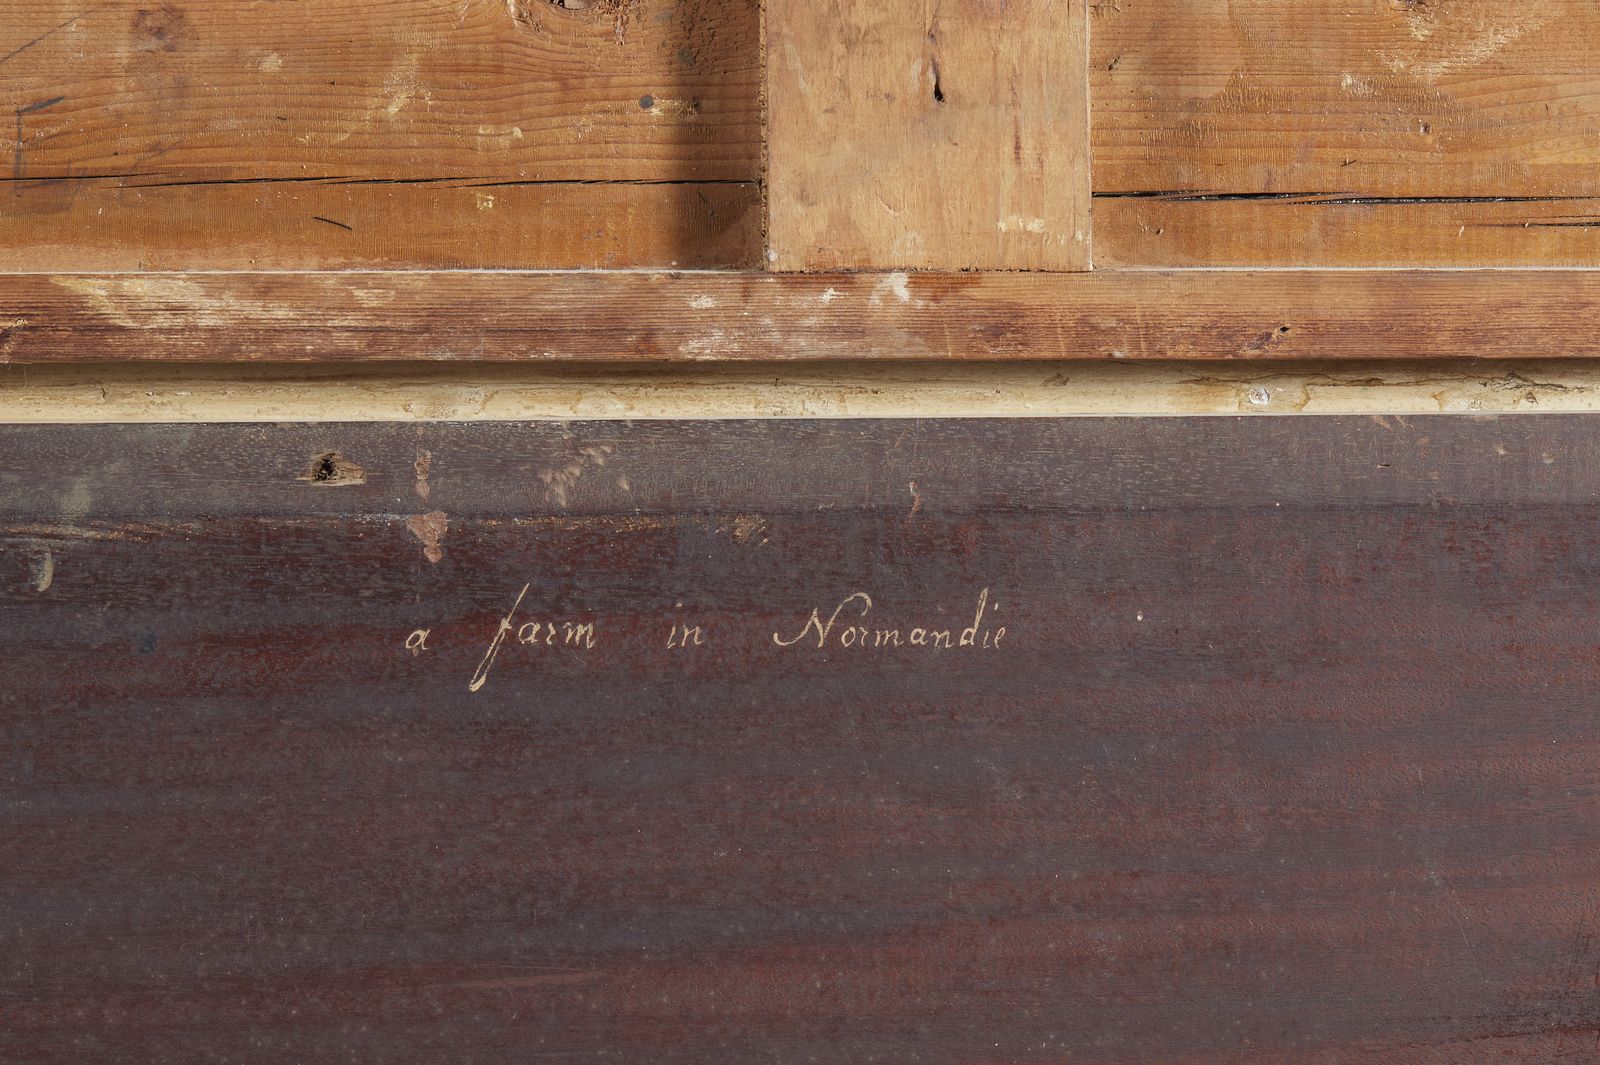 a farm in Normandie